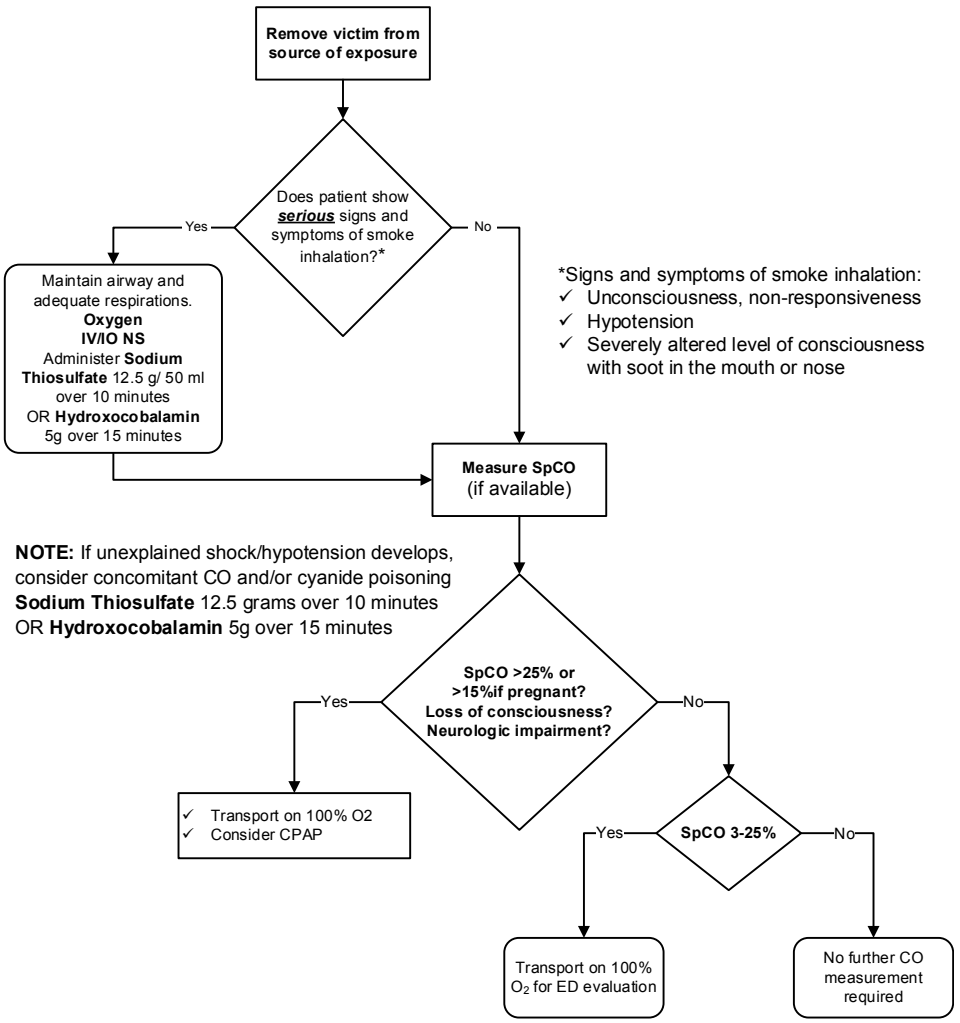 Remove victim from
source of exposure
Does patient show
serious signs and
symptoms of smoke
inhalation?*
Yes
No
Maintain airway and
adequate respirations.
Oxygen
IV/IO NS
Administer Sodium
Thiosulfate 12.5 g/ 50 ml
over 10 minutes
OR Hydroxocobalamin
5g over 15 minutes
*Signs and symptoms of smoke inhalation:
✓ Unconsciousness, non-responsiveness
✓ Hypotension
✓ Severely altered level of consciousness
with soot in the mouth or nose
Measure SpCO
(if available)
NOTE: If unexplained shock/hypotension develops,
consider concomitant CO and/or cyanide poisoning
Sodium Thiosulfate 12.5 grams over 10 minutes
OR Hydroxocobalamin 5g over 15 minutes
SpCO >25% or
>15%if pregnant?
Loss of consciousness?
Neurologic impairment?
Yes
No
✓ Transport on 100% O2
✓ Consider CPAP
SpCO 3-25%
Yes
No
Transport on 100%
O₂ for ED evaluation
No further CO
measurement
required